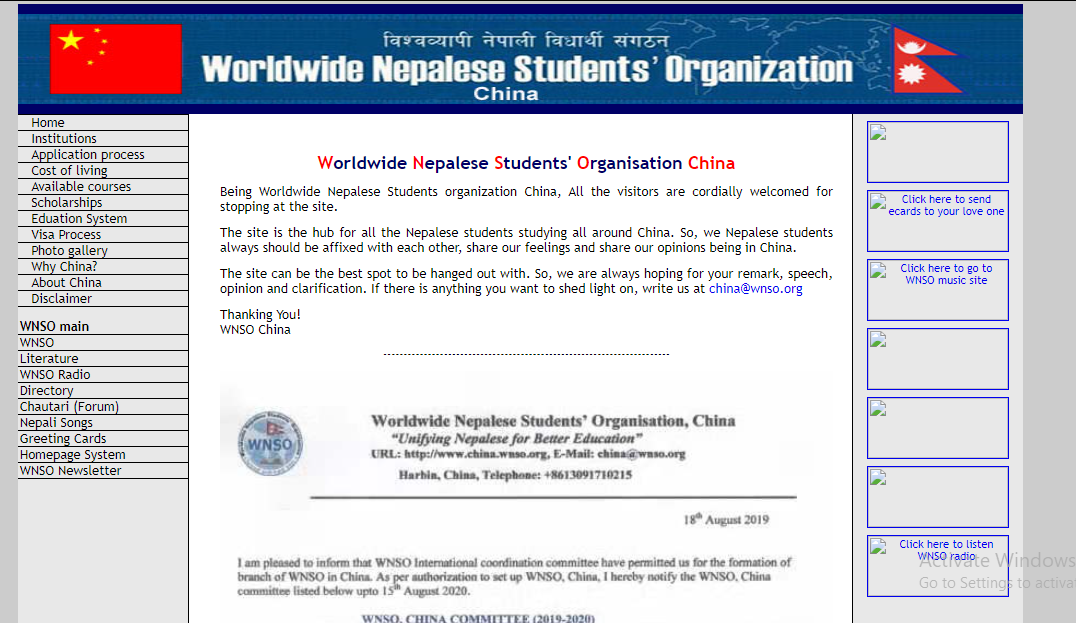 विश्वव्यापी नेपाली विधार्थी संगठन
Worldwide Nepalese Students' Organization
China
Home
Institutions
Application process
Cost of living
Available courses
Scholarships
Eduation System
Visa Process
Photo gallery
Why China?
About China
Disclaimer
WNSO main
WNSO
Literature
WNSO Radio
Directory
Chautari (Forum)
Nepali Songs
Greeting Cards
Homepage System
WNSO Newsletter
Worldwide Nepalese Students' Organisation China
Being Worldwide Nepalese Students organization China, All the visitors are cordially welcomed for
stopping at the site.
The site is the hub for all the Nepalese students studying all around China. So, we Nepalese students
always should be affixed with each other, share our feelings and share our opinions being in China.
The site can be the best spot to be hanged out with. So, we are always hoping for your remark, speech,
opinion and clarification. If there is anything you want to shed light on, write us at china@wnso.org
Thanking You!
WNSO China
WNSO
Worldwide Nepalese Students' Organisation, China
"Unifying Nepalese for Better Education"
URL: http://www.china.wnso.org, E-Mail: china@wnso.org
Harbin, China, Telephone: +8613091710215
18th August 2019
I am pleased to inform that WNSO International coordination committee have permitted us for the formation of
branch of WNSO in China. As per authorization to set up WNSO, China, I hereby notify the WNSO, China
committee listed below upto 15th August 2020.
WNSO, CHINA COMMITTEE (2019-2020)
Click here to send
ecards to your love one
Click here to go to
WNSO music site
Click here to listen
WNSO radio
Activate Windows
Go to Settings to activa